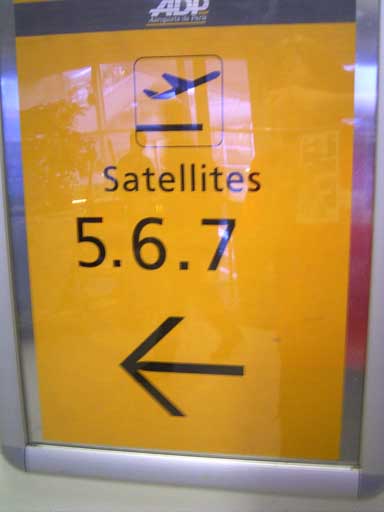 ADP
Aéroports de Paris
Satellites
5.6.7